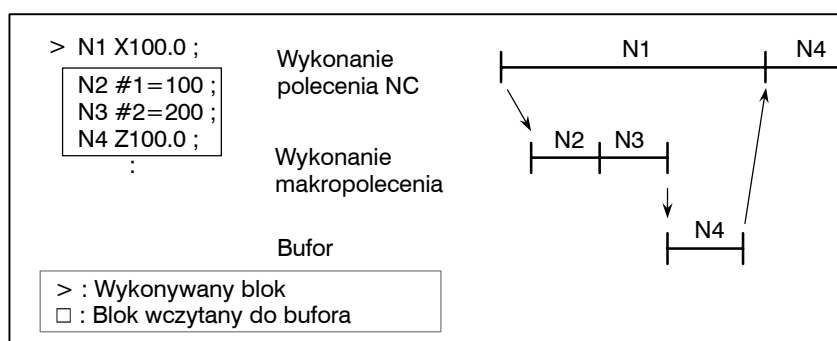 > N1 X100.0 ;
N2 #1=100 ;
N3 #2=200 ;
N4 Z100.0 ;
:
Wykonanie
polecenia NC
N1
N4
Wykonanie
makropolecenia
N2
N3
Bufor
N4
> : Wykonywany blok
□ : Blok wczytany do bufora